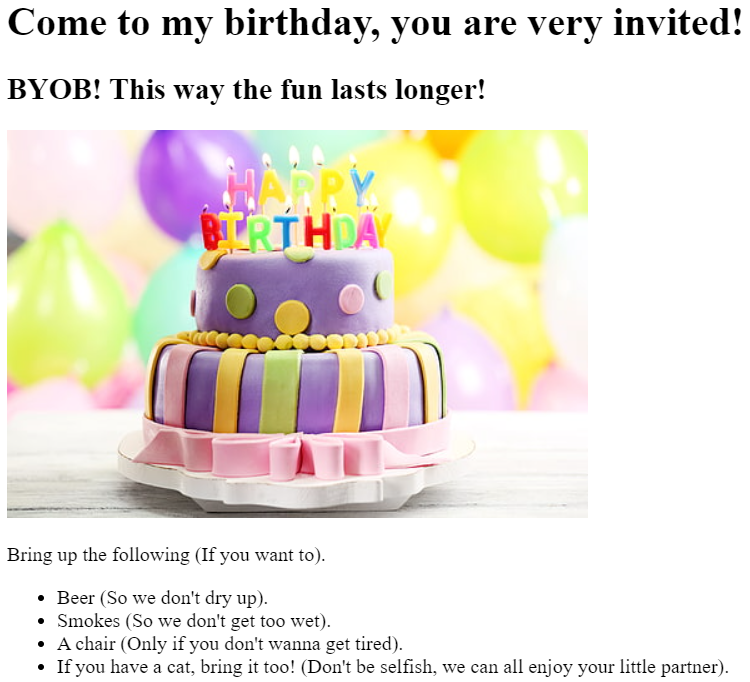 Come to my birthday, you are very invited!
BYOB! This way the fun lasts longer!
HAPPY
BIRTHDAY
Bring up the following (If you want to).
• Beer (So we don't dry up).
• Smokes (So we don't get too wet).
• A chair (Only if you don't wanna get tired).
• If you have a cat, bring it too! (Don't be selfish, we can all enjoy your little partner).